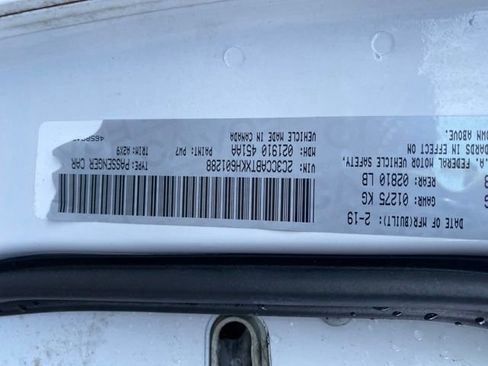 DATE OF MFR(BUILT): 2-19
GAWR: 01275 KG
REAR: 02810 LB
FEDERAL MOTOR VEHICLE SAFETY,
IN EFFECT ON
ABOVE.
VIN: 2C3CCABTXKH601288 TYPE: PASSENGER CAR
MDH: 021910 451AA PAINT: PW7 TRIM: A2X9
VEHICLE MADE IN CANADA